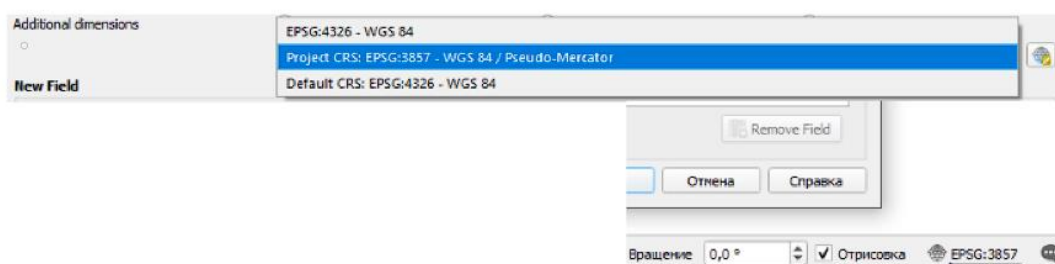 Additional dimensions
EPSG:4326 - WGS 84
Project CRS: EPSG:3857 - WGS 84 / Pseudo-Mercator
New Field
Default CRS: EPSG:4326 - WGS 84
Remove Field
Отмена Справка
Вращение 0,0 ° Отрисовка EPSG:3857